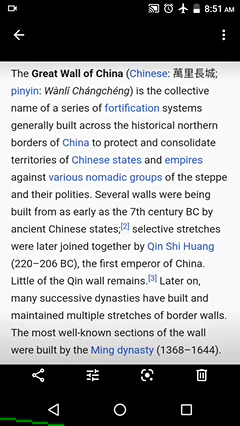 8:51 AM
The Great Wall of China (Chinese: 萬里長城;
pinyin: Wànlǐ Chángchéng) is the collective
name of a series of fortification systems
generally built across the historical northern
borders of China to protect and consolidate
territories of Chinese states and empires
against various nomadic groups of the steppe
and their polities. Several walls were being
built from as early as the 7th century BC by
ancient Chinese states;[2] selective stretches
were later joined together by Qin Shi Huang
(220–206 BC), the first emperor of China.
Little of the Qin wall remains.[3] Later on,
many successive dynasties have built and
maintained multiple stretches of border walls.
The most well-known sections of the wall
were built by the Ming dynasty (1368–1644).